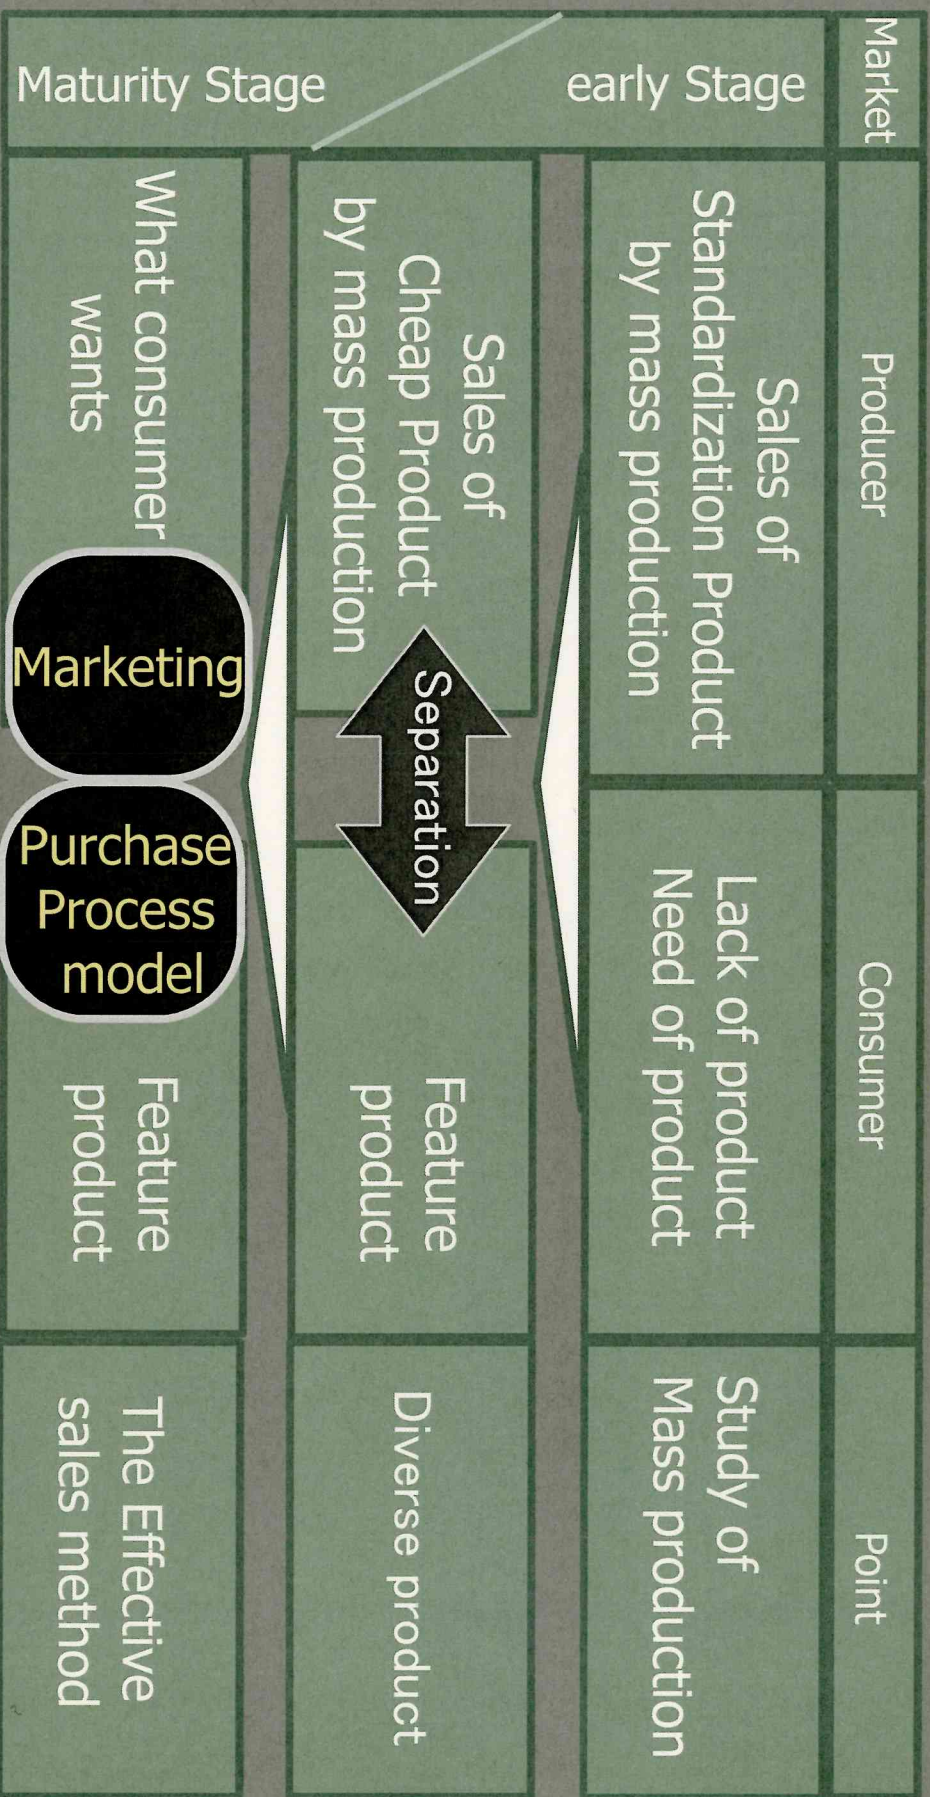 Market
Producer
Consumer
Point
early Stage
Sales of
Standardization Product
by mass production
Lack of product
Need of product
Study of
Mass production
Sales of
Cheap Product
by mass production
Separation
Feature
product
Diverse product
Maturity Stage
What consumer
wants
Marketing
Purchase
Process
model
Feature
product
The Effective
sales method